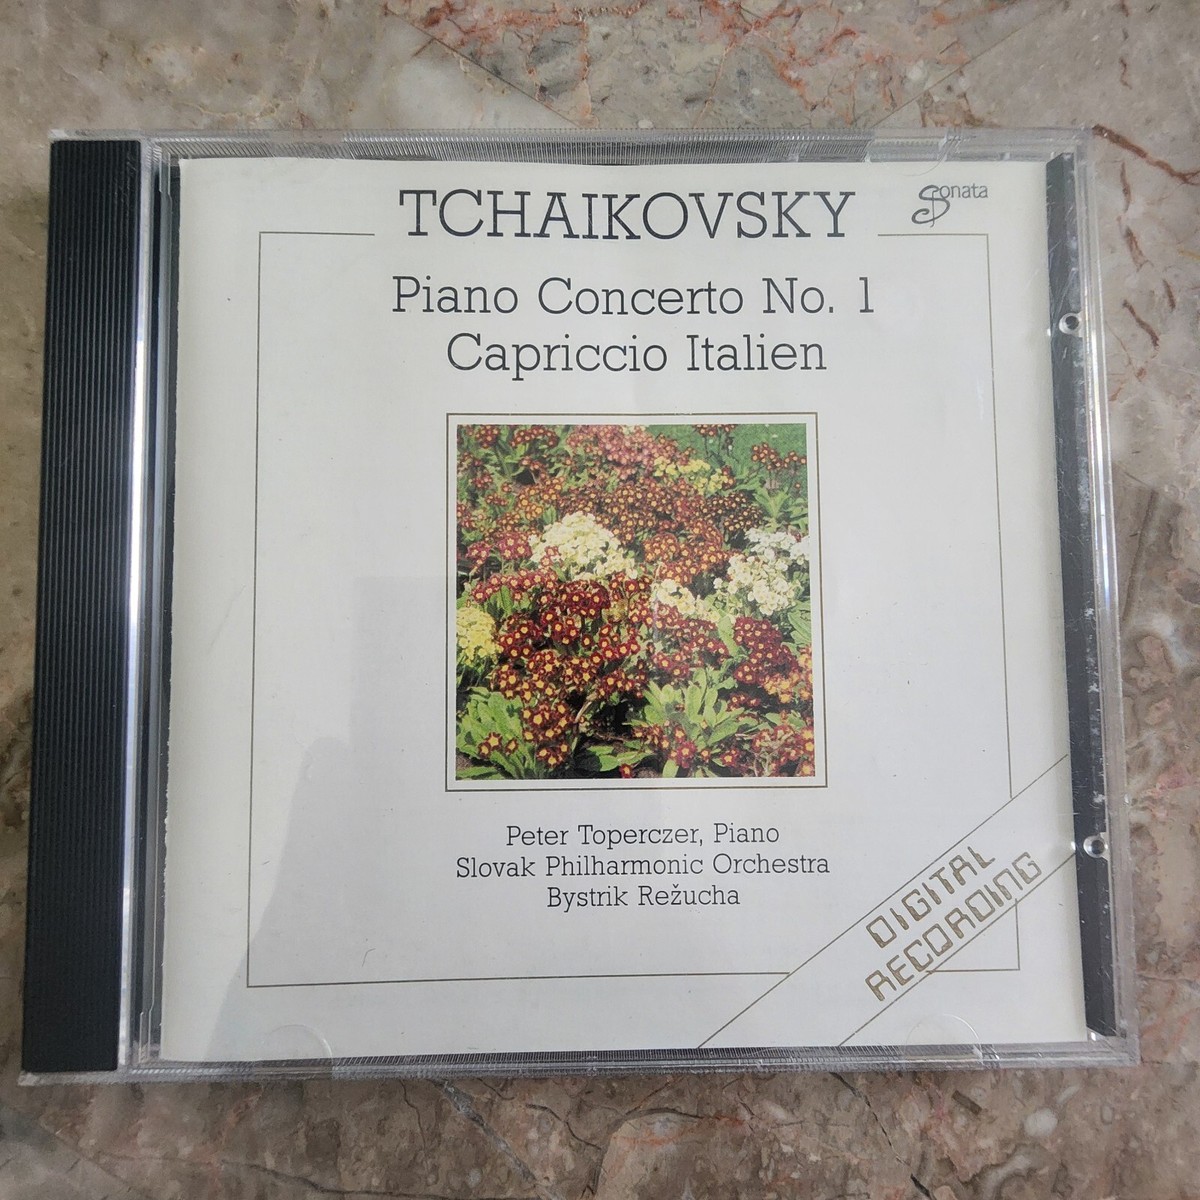 TCHAIKOVSKY
Sonata
Piano Concerto No. 1
Capriccio Italien
Peter Toperczer, Piano
Slovak Philharmonic Orchestra
Bystrik Režucha
DIGITAL
RECORDING